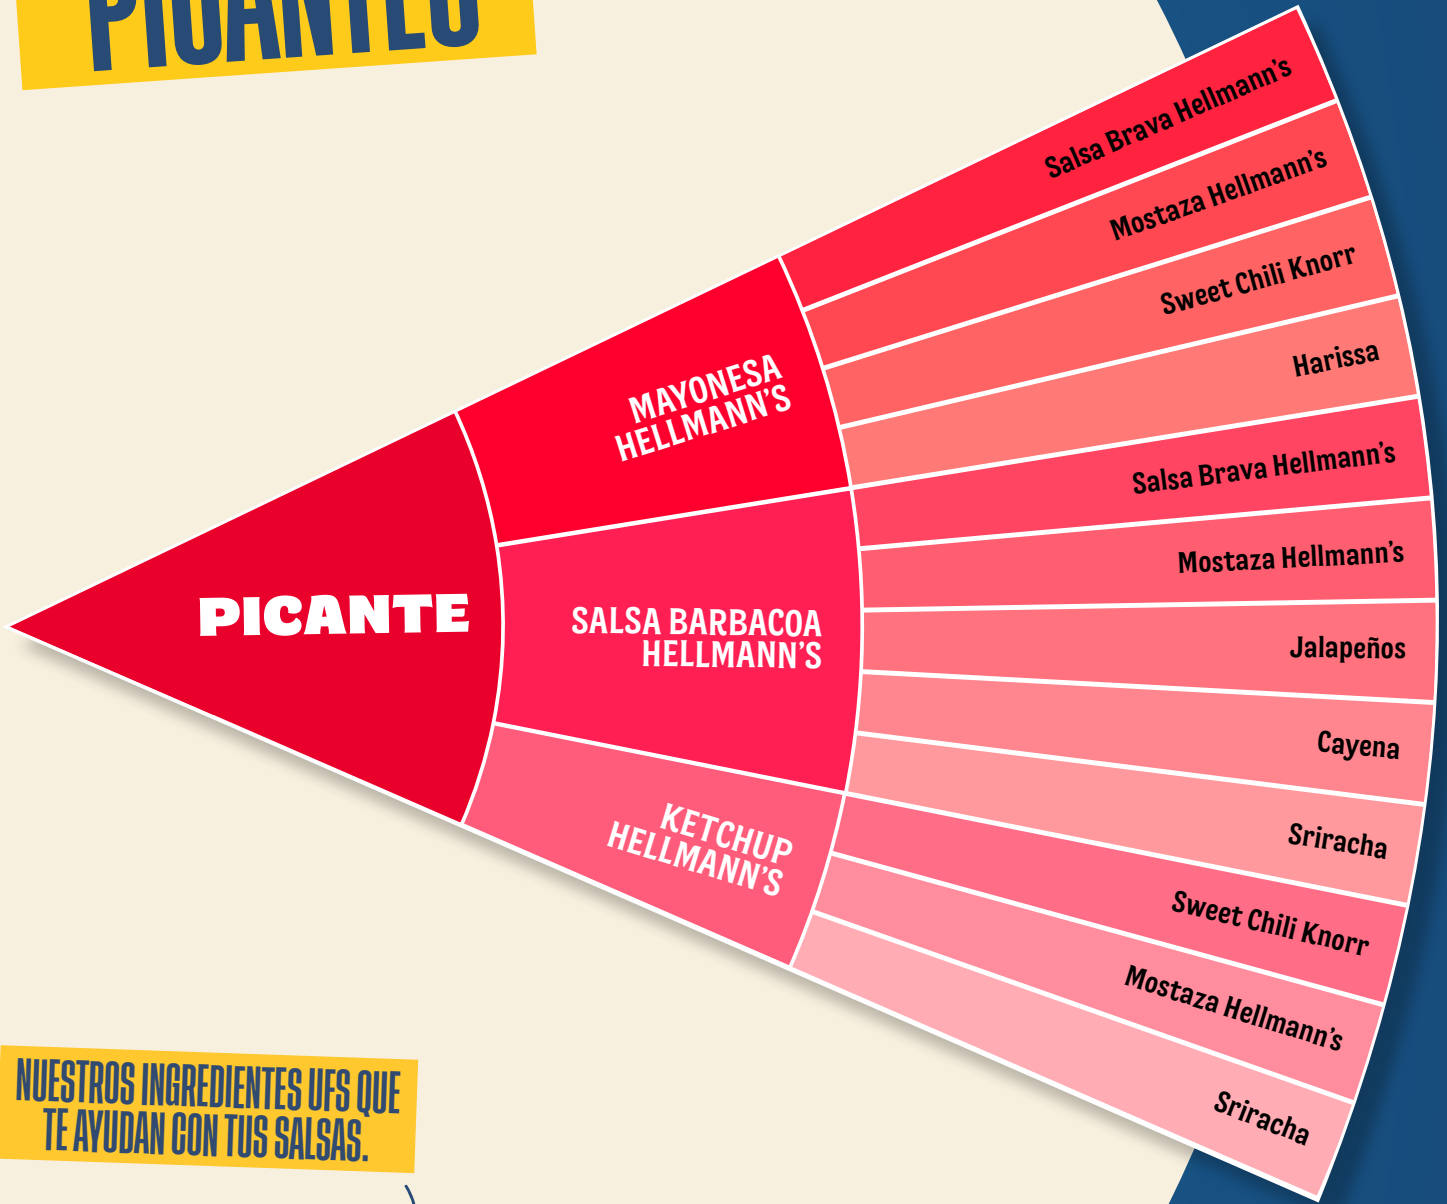 PICANTES
Salsa Brava Hellmann's
Mostaza Hellmann's
Sweet Chili Knorr
Harissa
MAYONESA
HELLMANN'S
Salsa Brava Hellmann's
Mostaza Hellmann's
Jalapeños
Cayena
Sriracha
PICANTE
SALSA BARBACOA
HELLMANN'S
Sweet Chili Knorr
Mostaza Hellmann's
Sriracha
KETCHUP
HELLMANN'S
NUESTROS INGREDIENTES UFS QUE
TE AYUDAN CON TUS SALSAS.